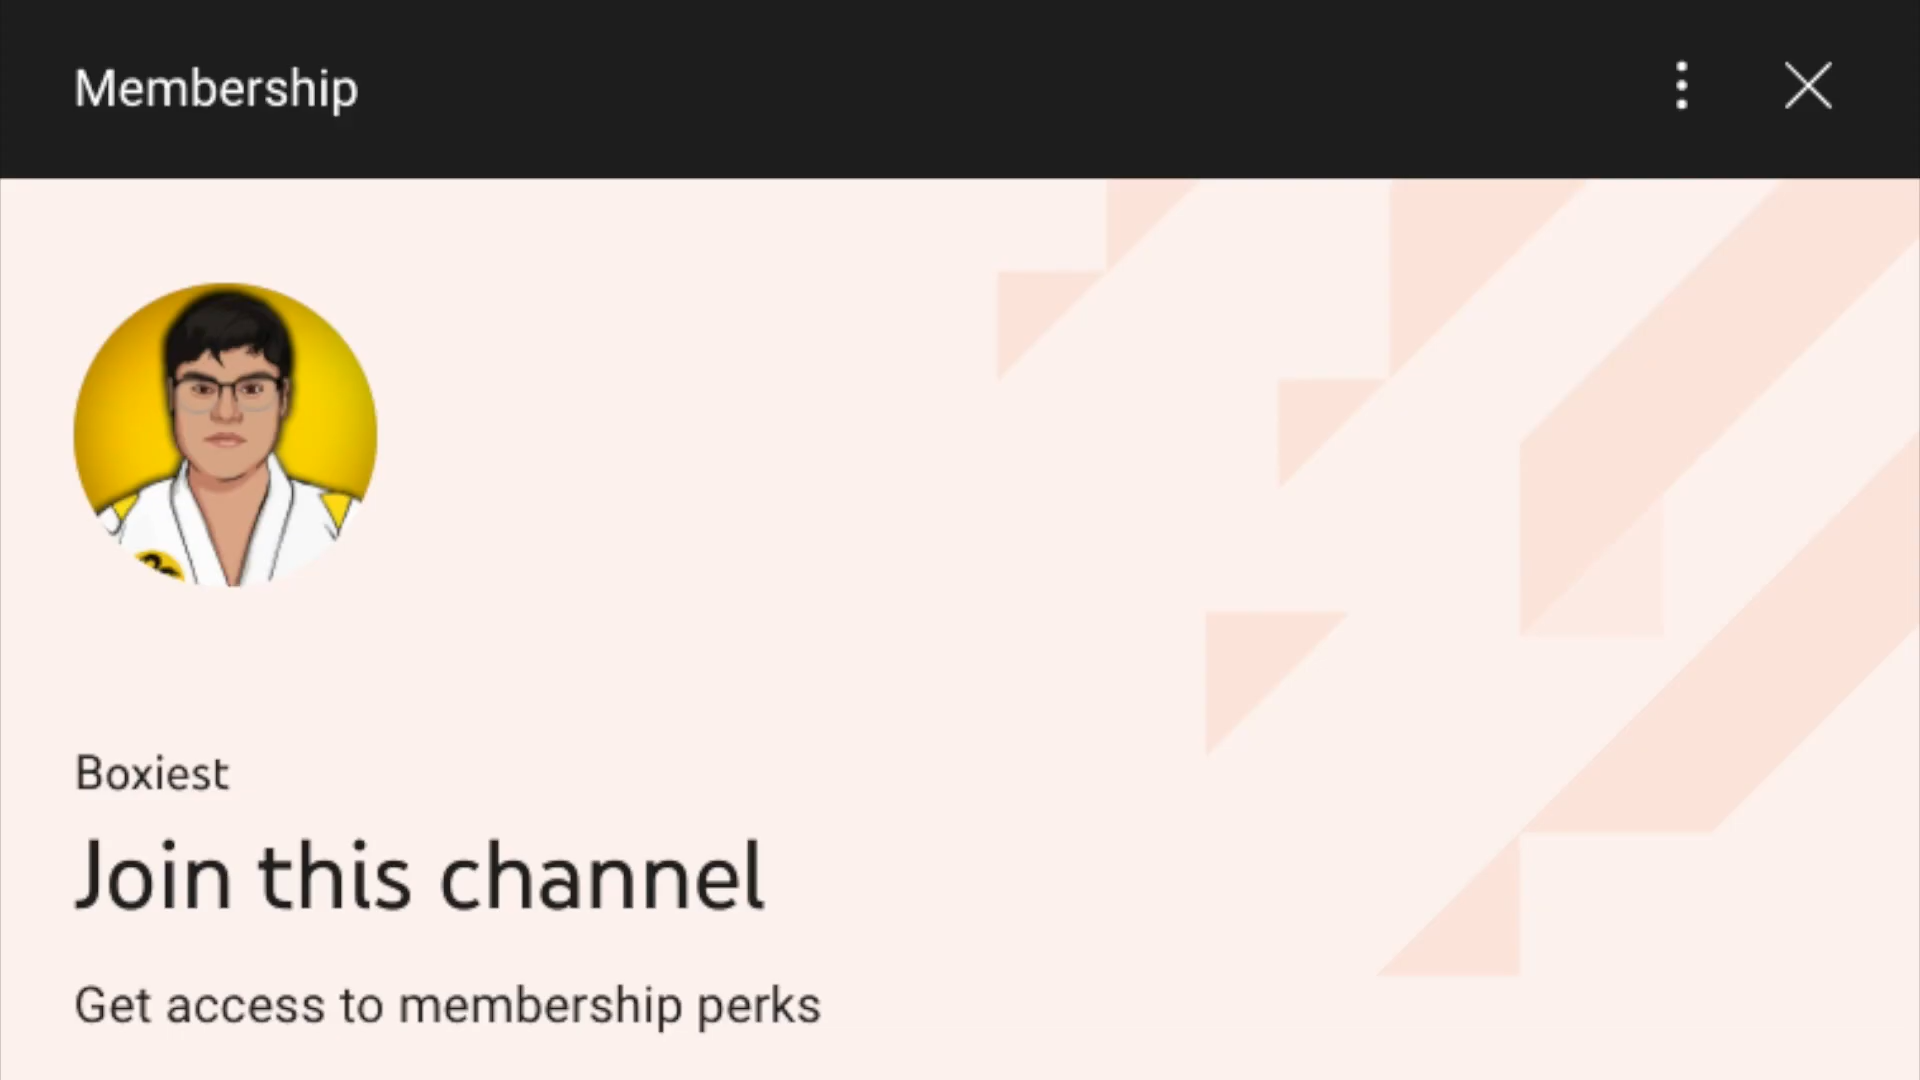 Membership
Boxiest
Join this channel
Get access to membership perks